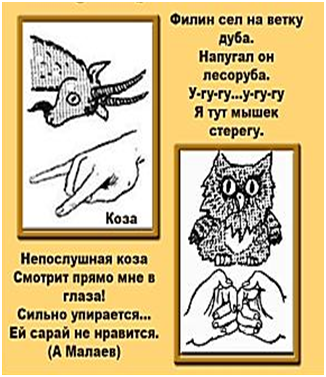 Филин сел на ветку
дуба.
Напугал он
лесоруба.
У-гу-гу...у-гу-гу
Я тут мышек
стерегу.
Коза
Непослушная коза
Смотрит прямо мне в
глаза!
Сильно упирается...
Ей сарай не нравится.
(А Малаев)